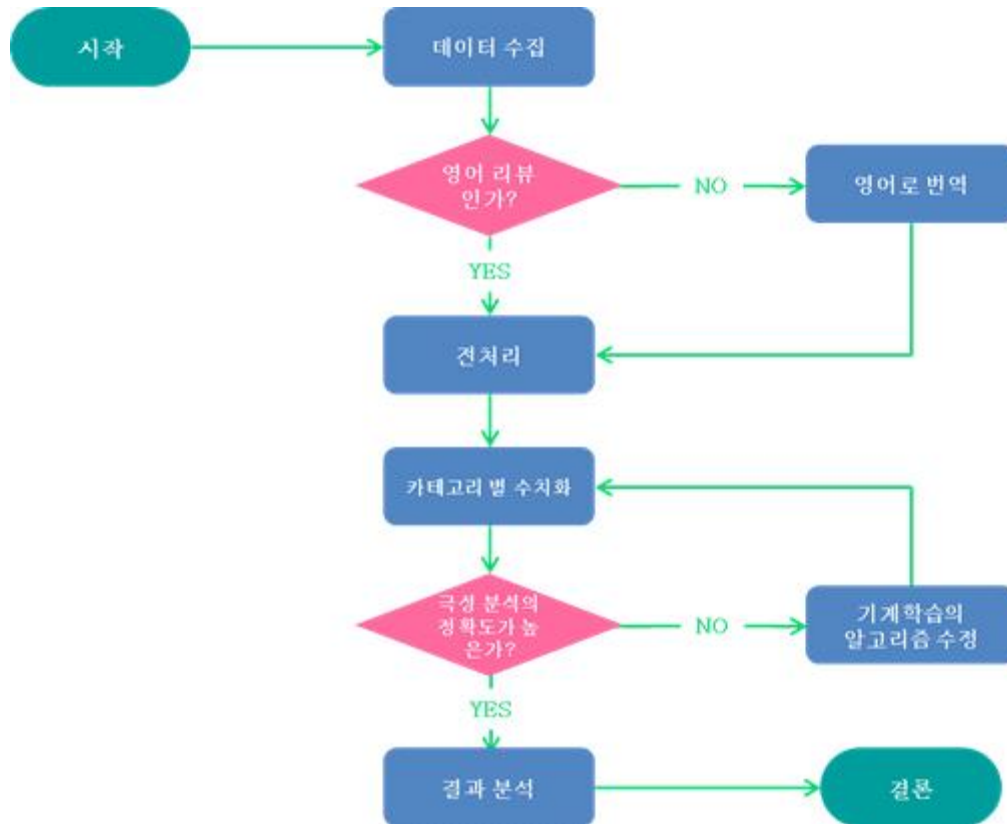 시작
데이터 수집
영어 리뷰
인가?
NO
영어로 번역
YES
전처리
카테고리 별 수치화
극성 분석의
정확도가 높
은가?
NO
기계학습의
알고리즘 수정
YES
결과 분석
결론